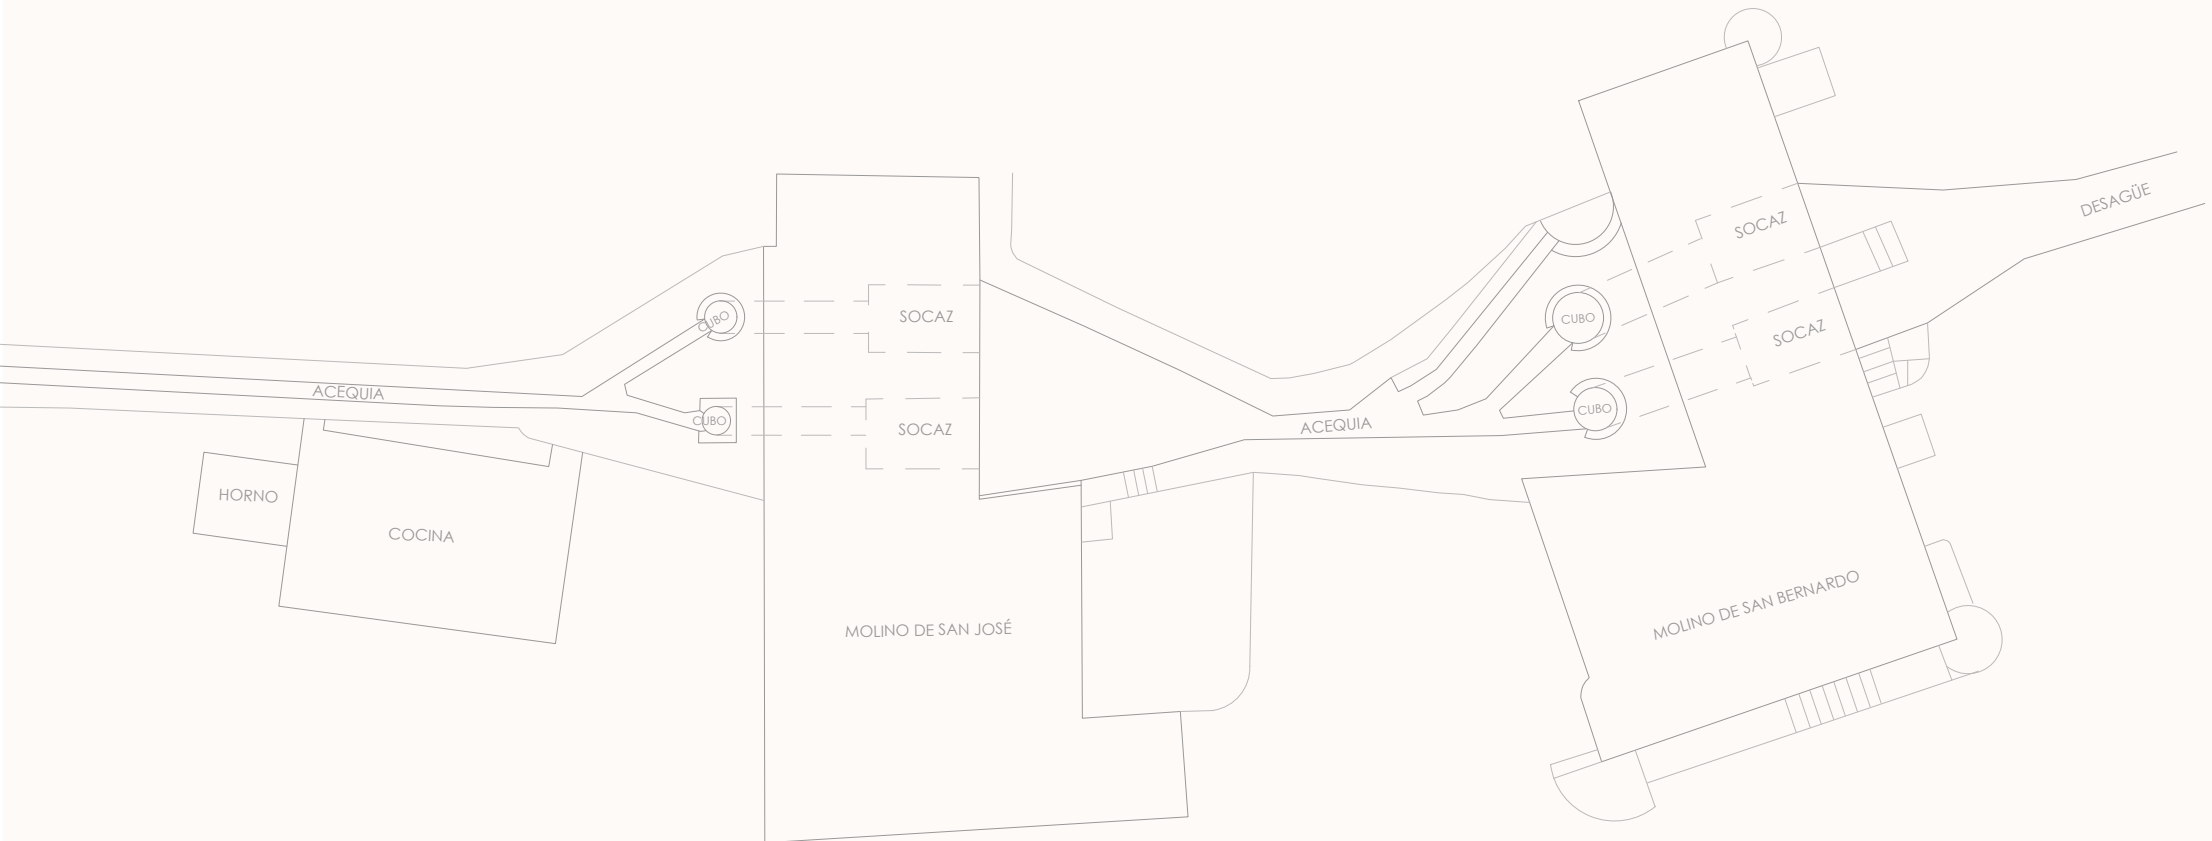 ACEQUIA
HORNO
COCINA
CUBO
CUBO
SOCAZ
SOCAZ
MOLINO DE SAN JOSÉ
ACEQUIA
CUBO
CUBO
SOCAZ
SOCAZ
MOLINO DE SAN BERNARDO
DESAGÜE